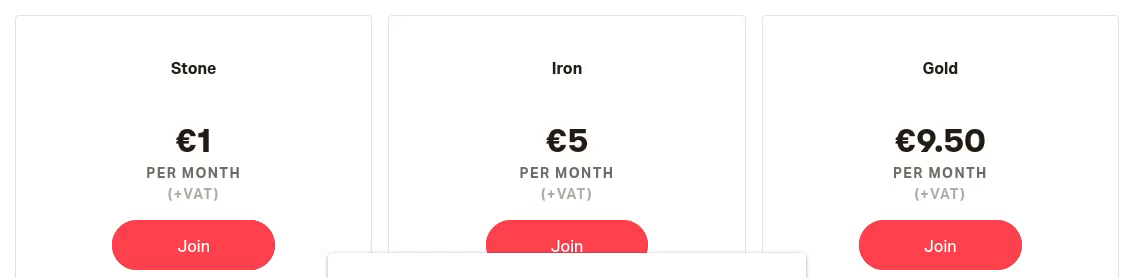 Stone
€1
PER MONTH
(+VAT)
Join
Iron
€5
PER MONTH
(+VAT)
Join
Gold
€9.50
PER MONTH
(+VAT)
Join